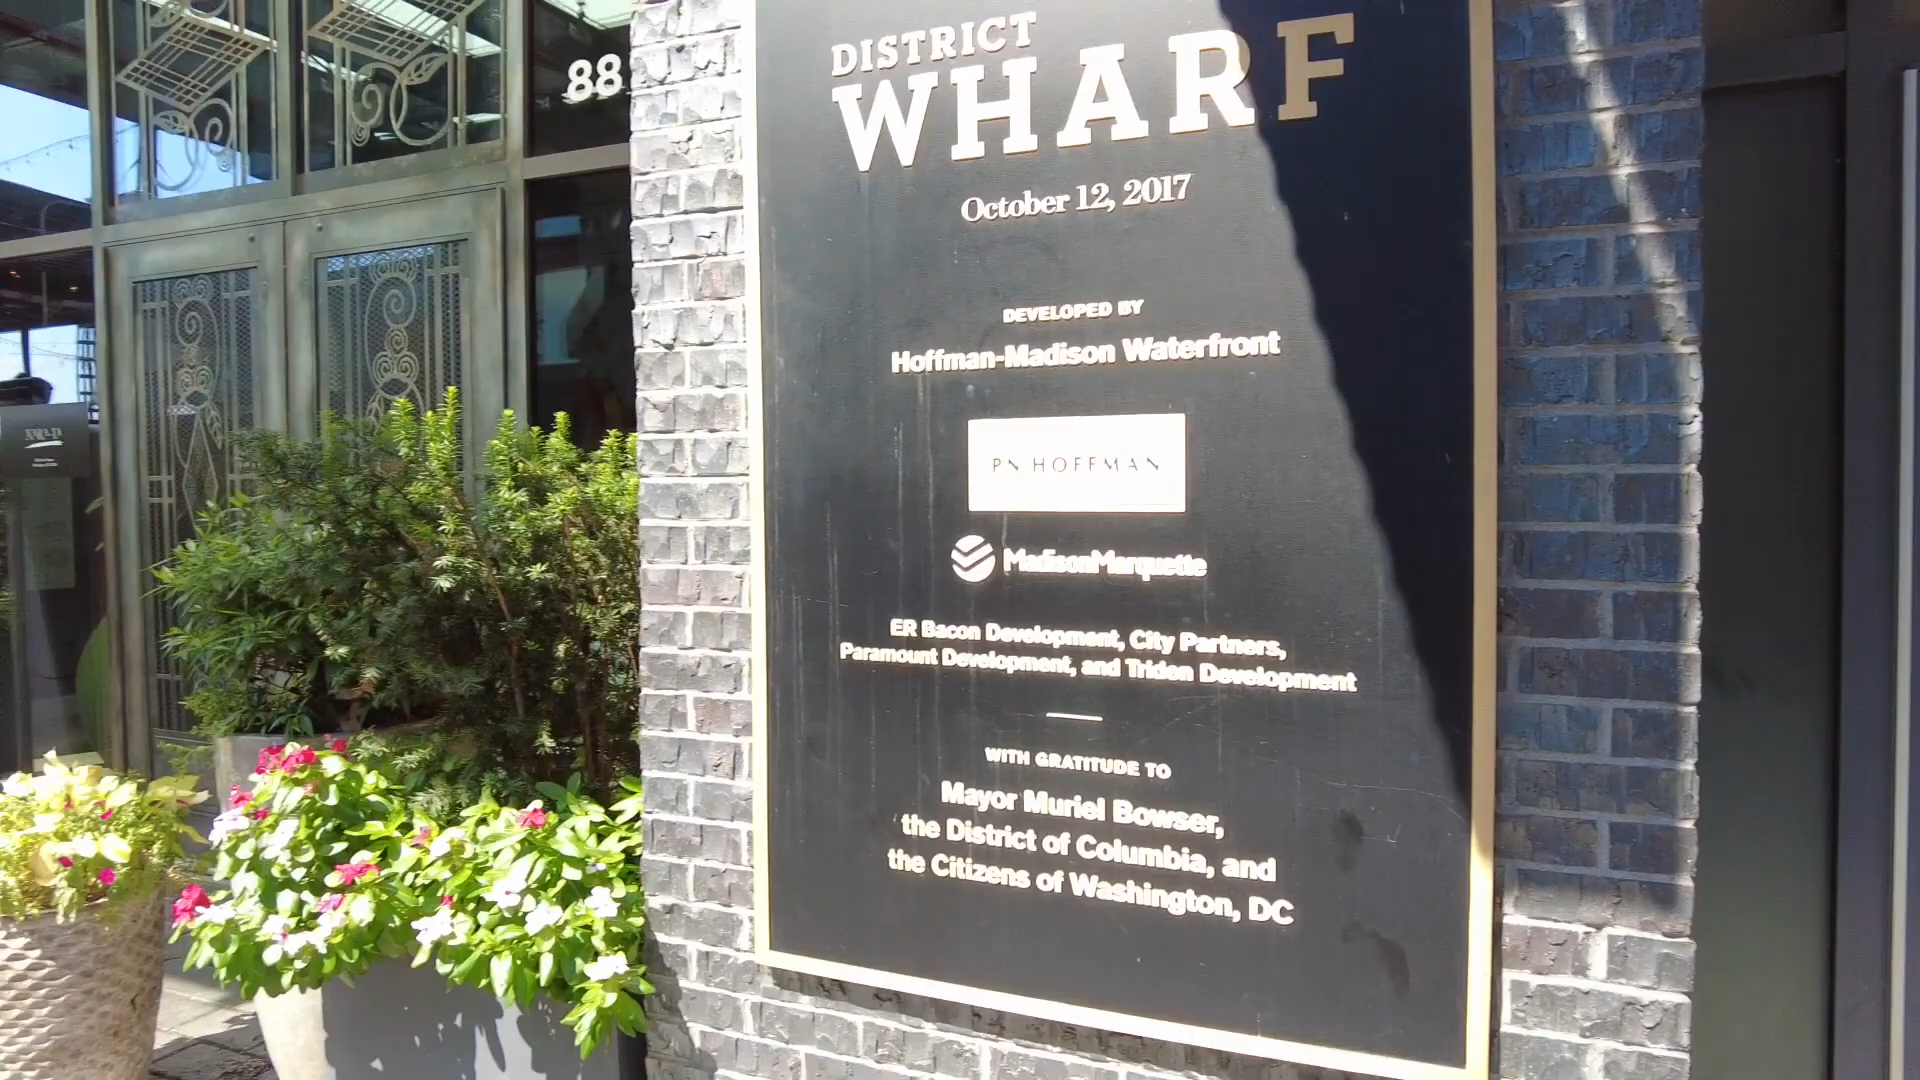 88
DISTRICT
WHARF
October 12, 2017
DEVELOPED BY
Hoffman-Madison Waterfront
PN HOFFMAN
MadisonMarquette
ER Bacon Development, City Partners,
Paramount Development, and Triden Development
WITH GRATITUDE TO
Mayor Muriel Bowser,
the District of Columbia, and
the Citizens of Washington, DC